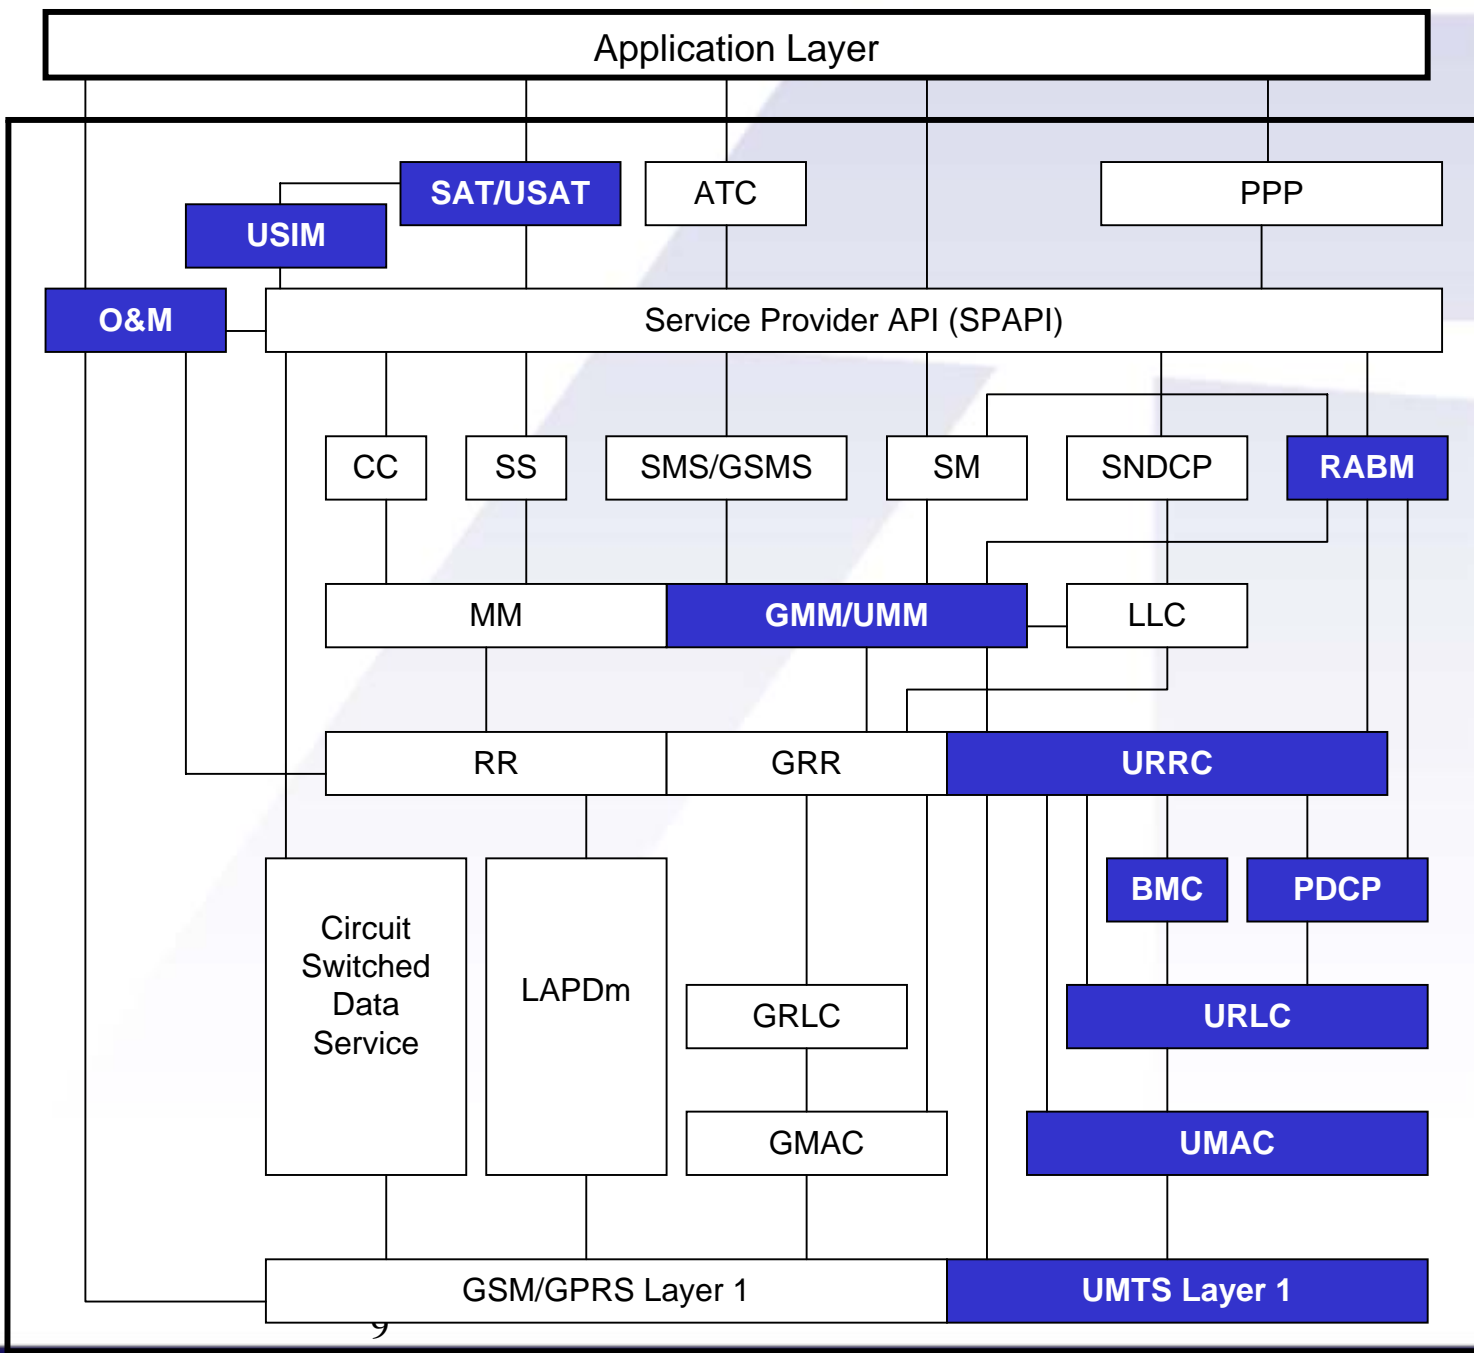 Application Layer
SAT/USAT
ATC
PPP
USIM
O&M
Service Provider API (SPAPI)
CC
SS
SMS/GSMS
SM
SNDCP
RABM
MM
GMM/UMM
LLC
RR
GRR
URRC
BMC
PDCP
Circuit
Switched
Data
Service
LAPDm
GRLC
URLC
GMAC
UMAC
GSM/GPRS Layer 1
UMTS Layer 1
9